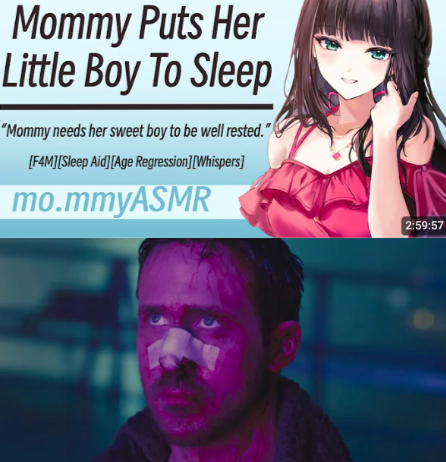 Mommy Puts Her
Little Boy To Sleep
“Mommy needs her sweet boy to be well rested.”
[F4M][Sleep Aid][Age Regression][Whispers]
mo.mmyASMR
2:59:57